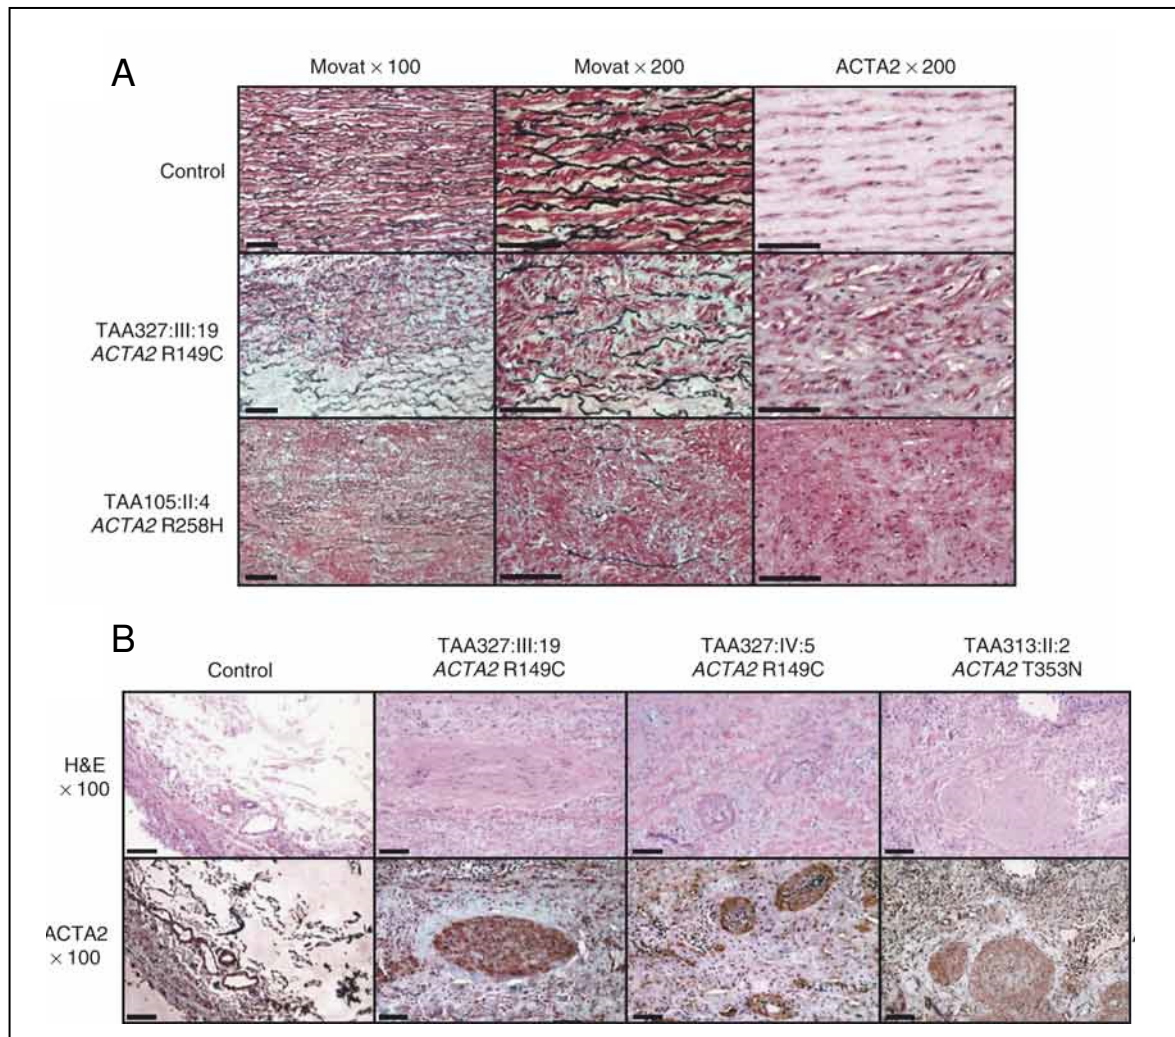 A
Movat × 100
Movat × 200
ACTA2 × 200
Control
TAA327:III:19
ACTA2 R149C
TAA105:II:4
ACTA2 R258H
B
Control
TAA327:III:19
ACTA2 R149C
TAA327:IV:5
ACTA2 R149C
TAA313:II:2
ACTA2 T353N
H&E
× 100
ACTA2
× 100